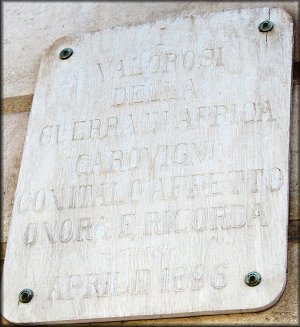 I
VALOROSI
DELLA
GUERRA D'AFRICA
CAROVIGNO
CON ITALO AFFETTO
ONORA E RICORDA
APRILE 1896